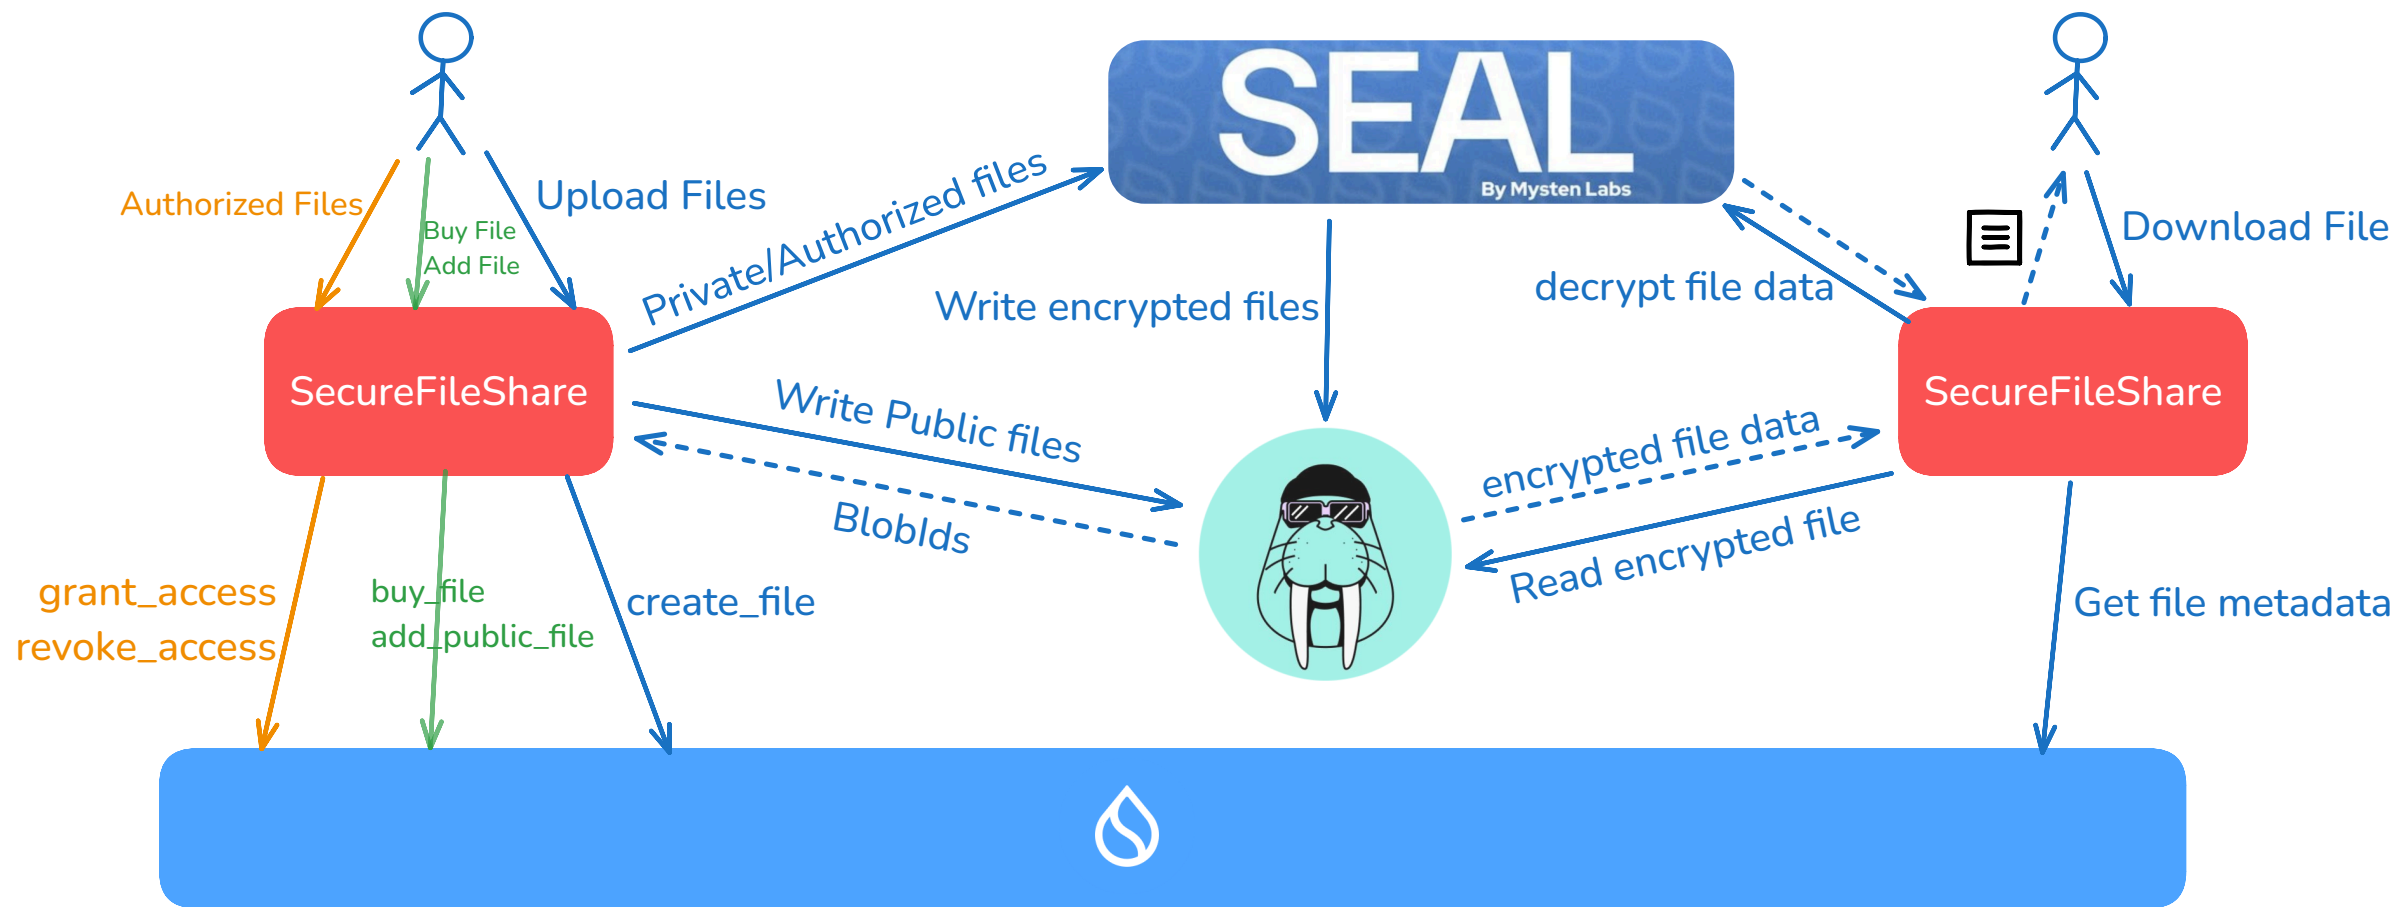 SEAL
By Mysten Labs
Authorized Files
Buy File
Add File
Upload Files
Private/Authorized files
Write encrypted files
decrypt file data
Download File
SecureFileShare
SecureFileShare
Write Public files
BlobIds
encrypted file data
Read encrypted file
grant_access
revoke_access
buy_file
add_public_file
create_file
Get file metadata